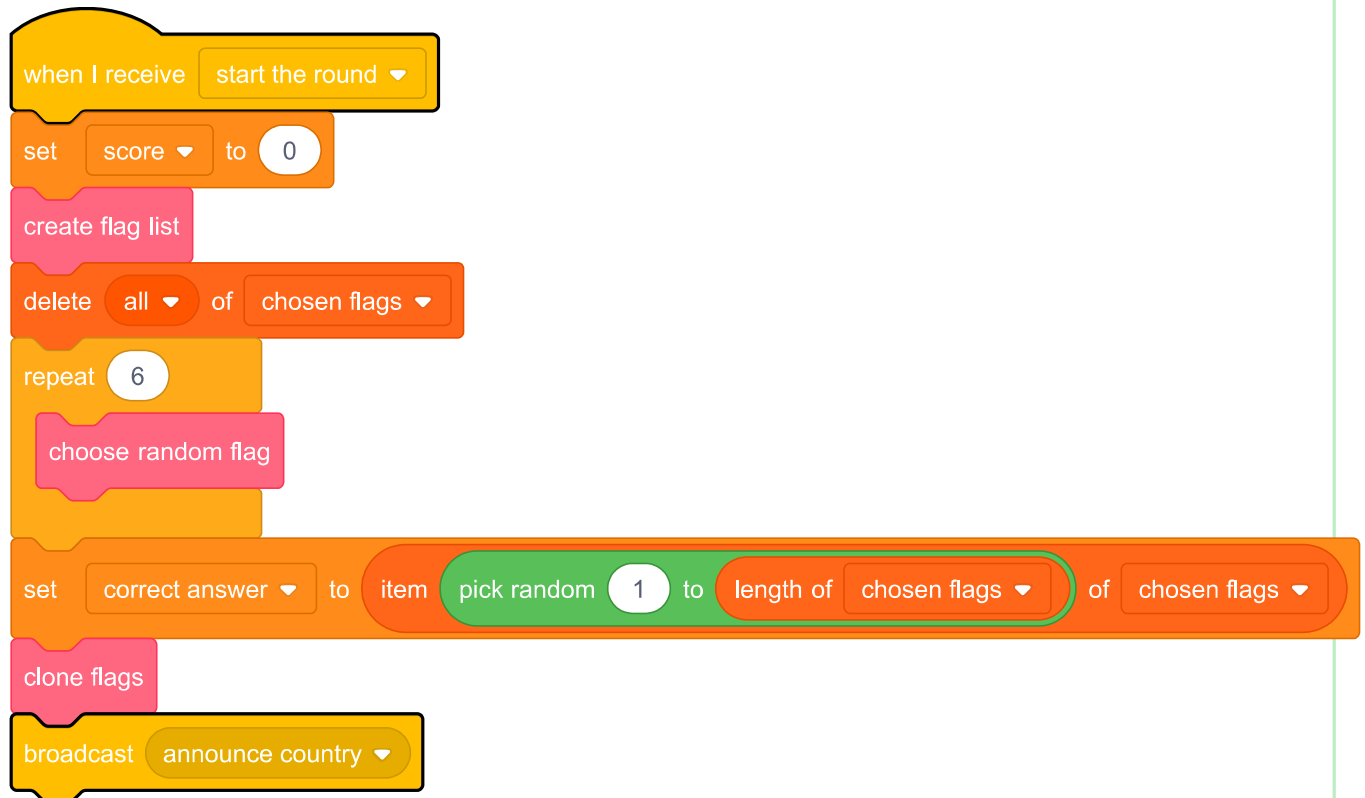 when I receive start the round
set score to 0
create flag list
delete all of chosen flags
repeat 6
choose random flag
set correct answer to item pick random 1 to length of chosen flags of chosen flags
clone flags
broadcast announce country